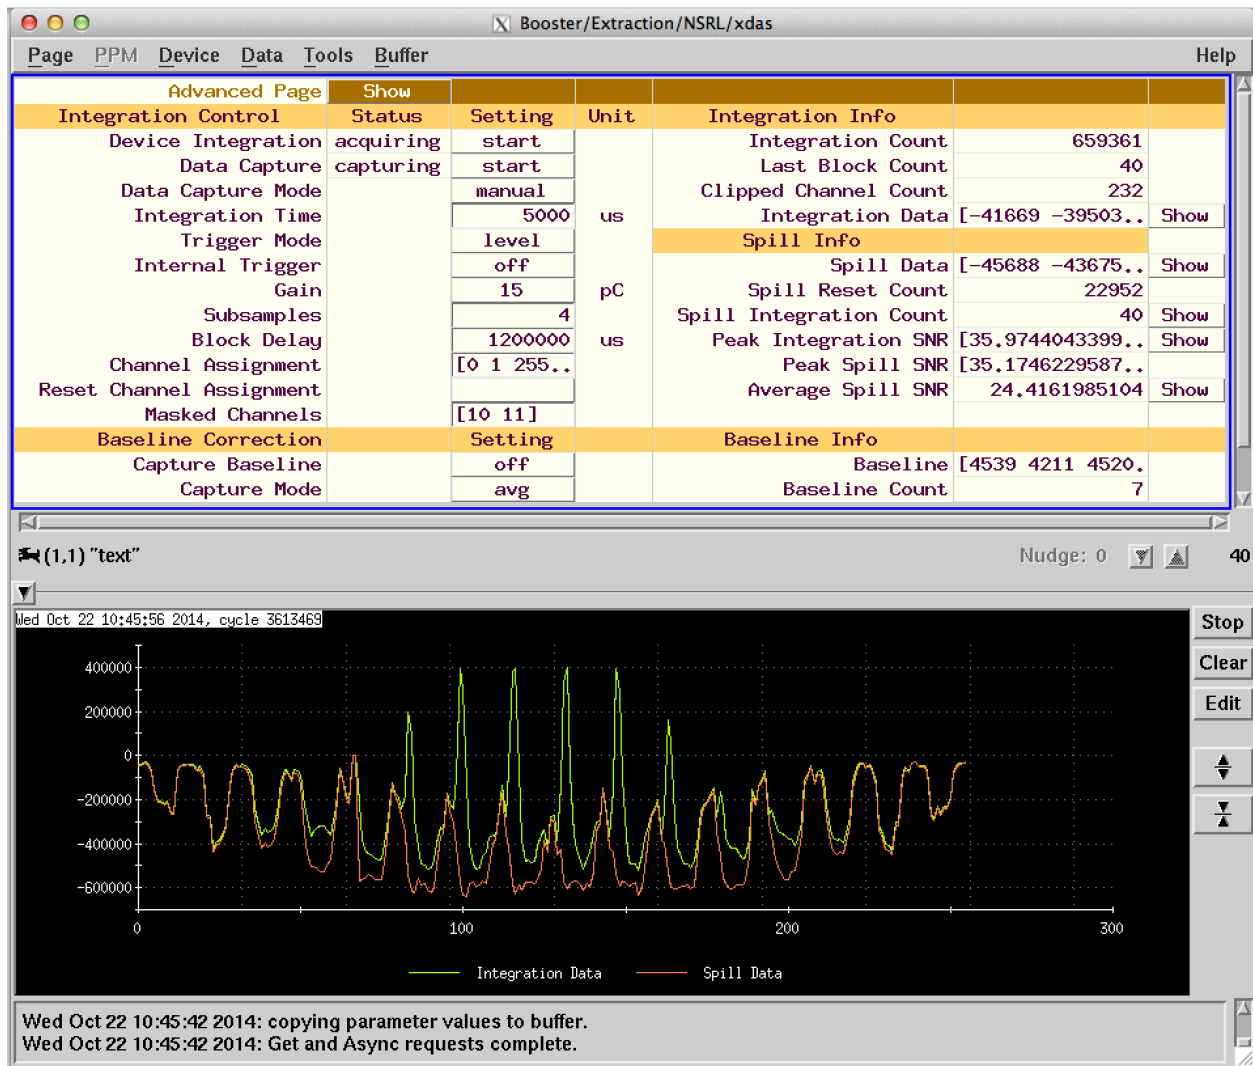 Booster/Extraction/NSRL/xdas
Page PPM Device Data Tools Buffer Help
Advanced Page Show
Integration Control Status Setting Unit Integration Info
Device Integration acquiring start Integration Count 659361
Data Capture capturing start Last Block Count 40
Data Capture Mode manual Clipped Channel Count 232
Integration Time 5000 us Integration Data [-41669 -39503.. Show
Trigger Mode level Spill Info
Internal Trigger off Spill Data [-45688 -43675.. Show
Gain 15 pC Spill Reset Count 22952
Subsamples 4 Spill Integration Count 40 Show
Block Delay 1200000 us Peak Integration SNR [35.9744043399.. Show
Channel Assignment [0 1 255.. Peak Spill SNR [35.1746229587..
Reset Channel Assignment Average Spill SNR 24.4161985104 Show
Masked Channels [10 11]
Baseline Correction Setting Baseline Info
Capture Baseline off Baseline [4539 4211 4520.
Capture Mode avg Baseline Count 7
(1,1) "text" Nudge: 0 40
Wed Oct 22 10:45:56 2014, cycle 3613469
Stop
Clear
Edit
400000
200000
0
-200000
-400000
-600000
0 100 200 300
Integration Data Spill Data
Wed Oct 22 10:45:42 2014: copying parameter values to buffer.
Wed Oct 22 10:45:42 2014: Get and Async requests complete.